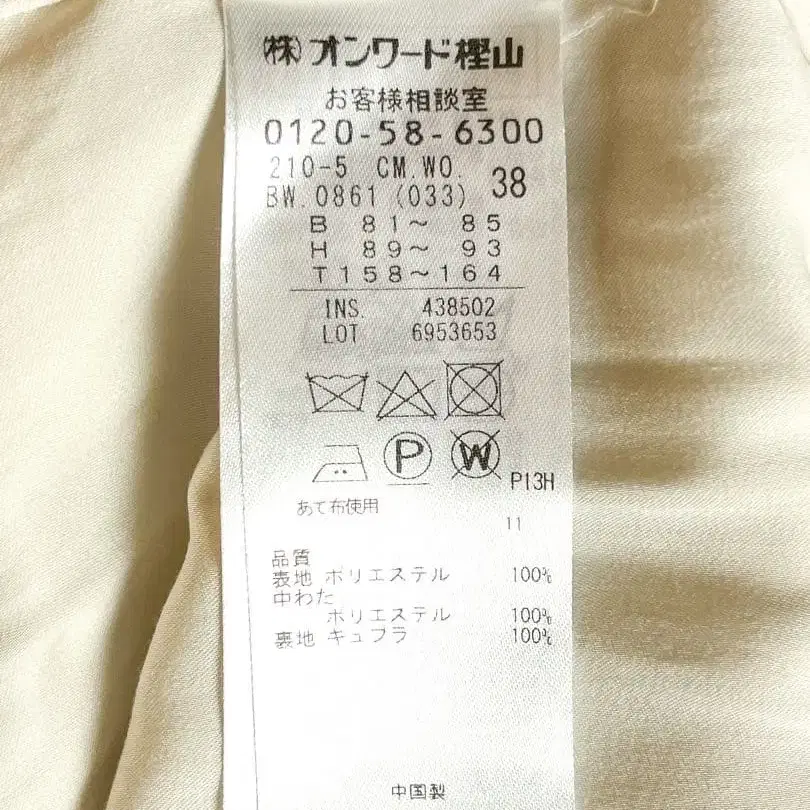 (株)オンワード樫山
お客様相談室
0120-58-6300
210-5 CM.WO.
BW.0861(033) 38
B 81～ 85
H 89～ 93
T158～164
INS. 438502
LOT 6953653
P W
P13H
あて布使用
11
品質
表地 ポリエステル 100%
中わた
ポリエステル 100%
裏地 キュプラ 100%
中国製